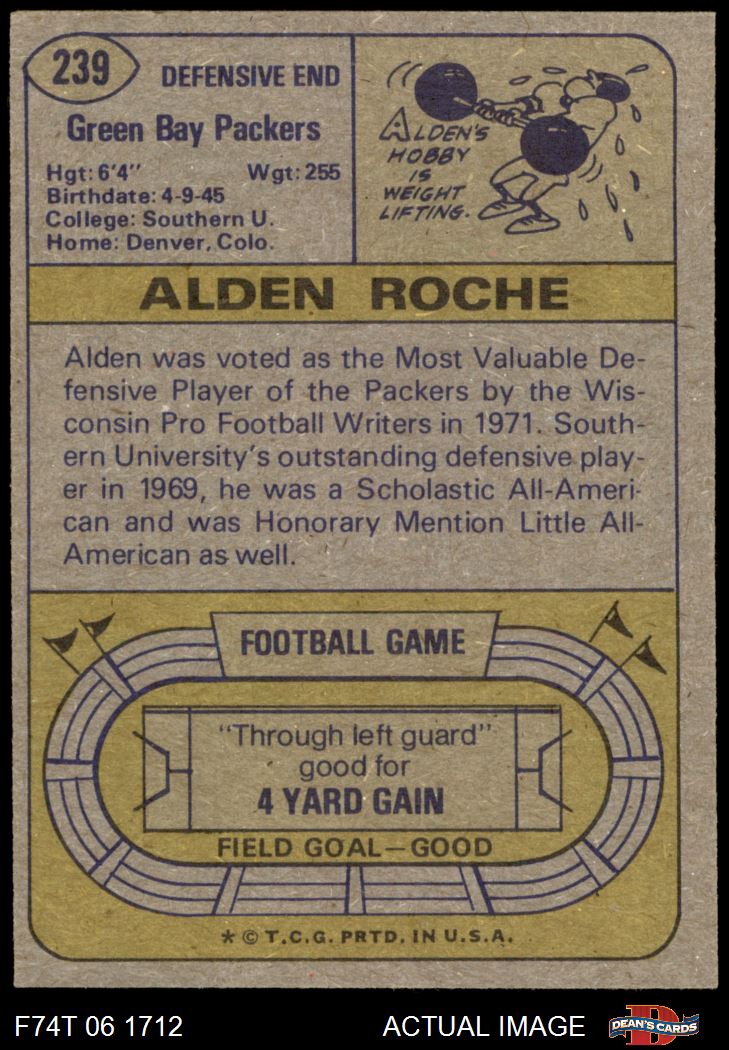 239
DEFENSIVE END
Green Bay Packers
Hgt: 6'4" Wgt: 255
Birthdate: 4-9-45
College: Southern U.
Home: Denver, Colo.
ALDEN'S
HOBBY
IS
WEIGHT
LIFTING.
ALDEN ROCHE
Alden was voted as the Most Valuable De-
fensive Player of the Packers by the Wis-
consin Pro Football Writers in 1971. South-
ern University's outstanding defensive play-
er in 1969, he was a Scholastic All-Ameri-
can and was Honorary Mention Little All-
American as well.
FOOTBALL GAME
"Through left guard"
good for
4 YARD GAIN
FIELD GOAL—GOOD
* © T.C.G. PRTD. IN U.S.A.
F74T 06 1712
ACTUAL IMAGE
D
DEAN'S CARDS